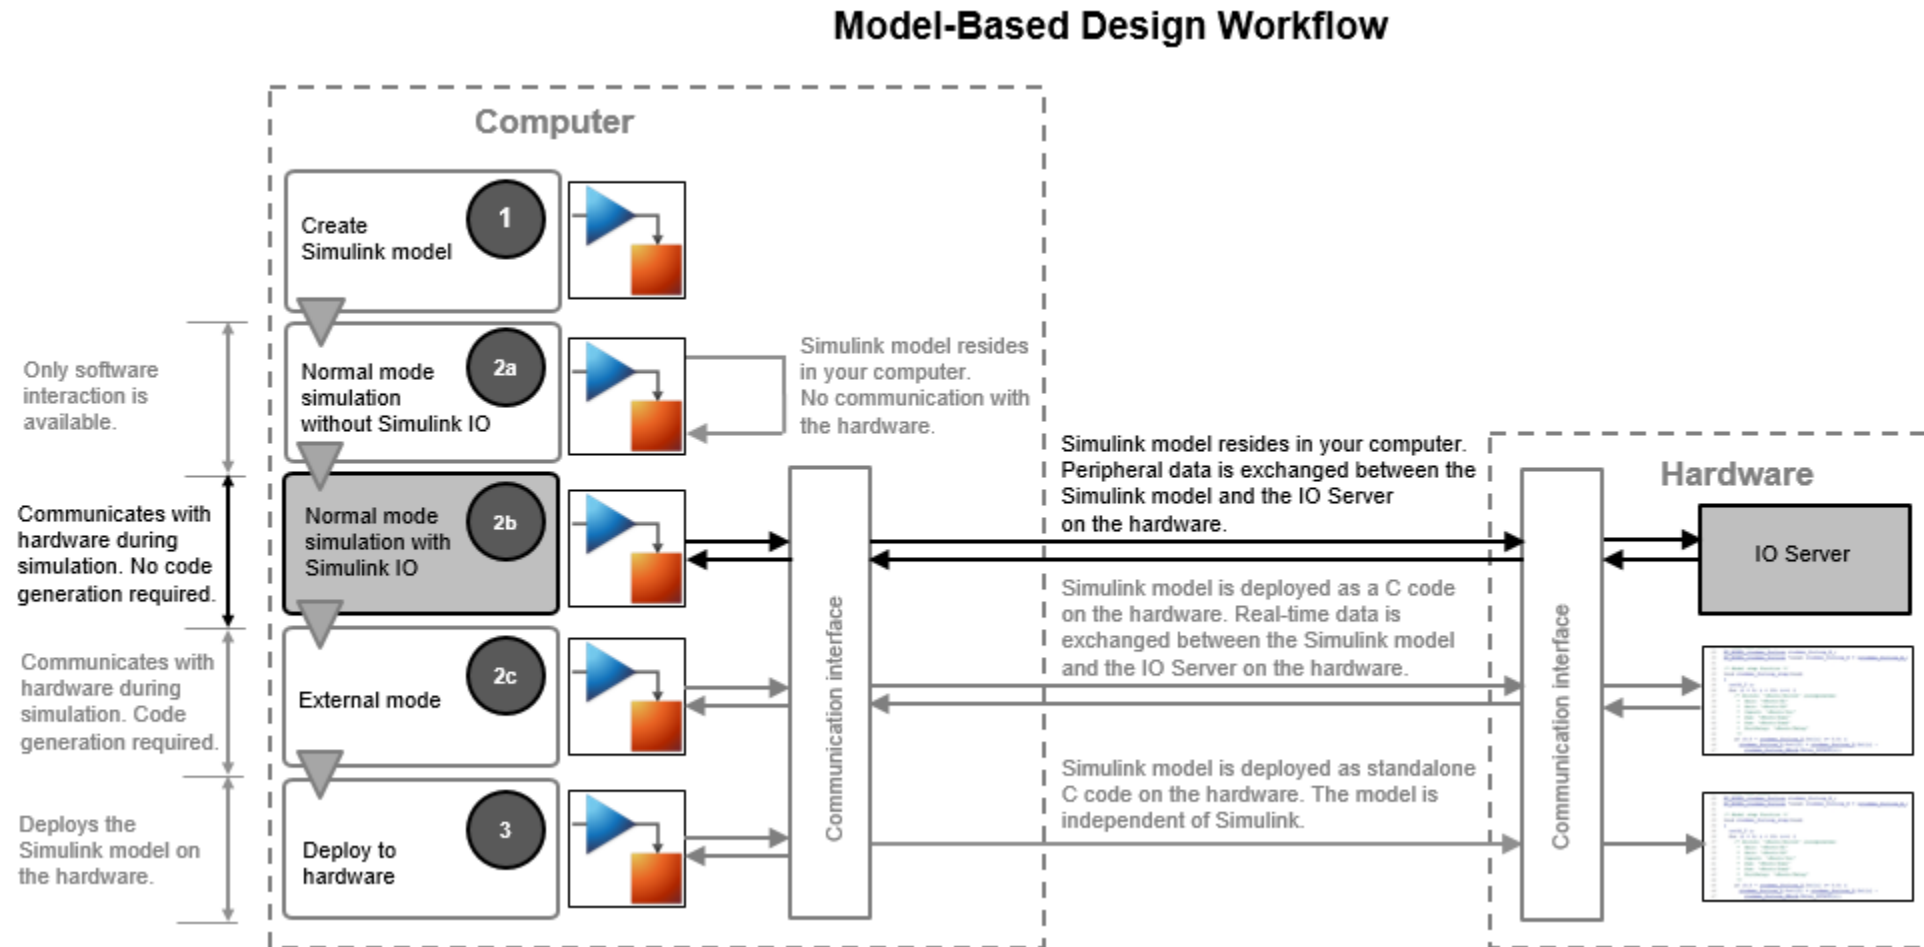 Model-Based Design Workflow
Computer
Create
Simulink model
1
Normal mode
simulation
without Simulink IO
2a
Simulink model resides
in your computer.
No communication with
the hardware.
Only software
interaction is
available.
Normal mode
simulation with
Simulink IO
2b
Communicates with
hardware during
simulation. No code
generation required.
Simulink model resides in your computer.
Peripheral data is exchanged between the
Simulink model and the IO Server
on the hardware.
Hardware
IO Server
External mode
2c
Communicates with
hardware during
simulation. Code
generation required.
Communication interface
Simulink model is deployed as a C code
on the hardware. Real-time data is
exchanged between the Simulink model
and the IO Server on the hardware.
Communication interface
Deploy to
hardware
3
Deploys the
Simulink model on
the hardware.
Simulink model is deployed as standalone
C code on the hardware. The model is
independent of Simulink.